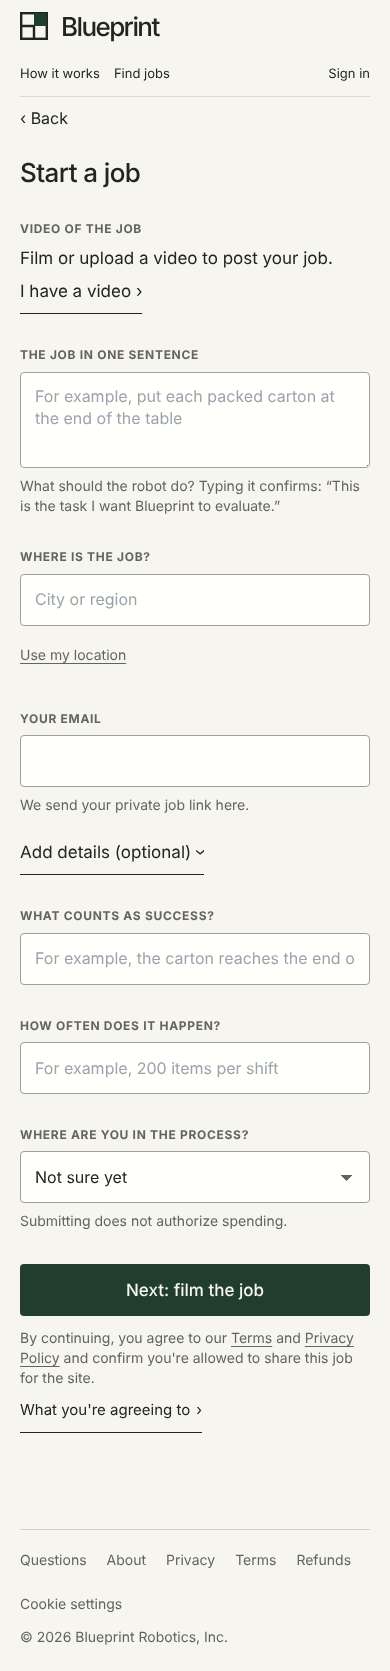 Blueprint
How it works Find jobs Sign in
‹ Back
Start a job
VIDEO OF THE JOB
Film or upload a video to post your job.
I have a video ›
THE JOB IN ONE SENTENCE
For example, put each packed carton at
the end of the table
What should the robot do? Typing it confirms: “This
is the task I want Blueprint to evaluate.”
WHERE IS THE JOB?
City or region
Use my location
YOUR EMAIL
We send your private job link here.
Add details (optional)
WHAT COUNTS AS SUCCESS?
For example, the carton reaches the end o
HOW OFTEN DOES IT HAPPEN?
For example, 200 items per shift
WHERE ARE YOU IN THE PROCESS?
Not sure yet
Submitting does not authorize spending.
Next: film the job
By continuing, you agree to our Terms and Privacy
Policy and confirm you're allowed to share this job
for the site.
What you're agreeing to ›
Questions About Privacy Terms Refunds
Cookie settings
© 2026 Blueprint Robotics, Inc.